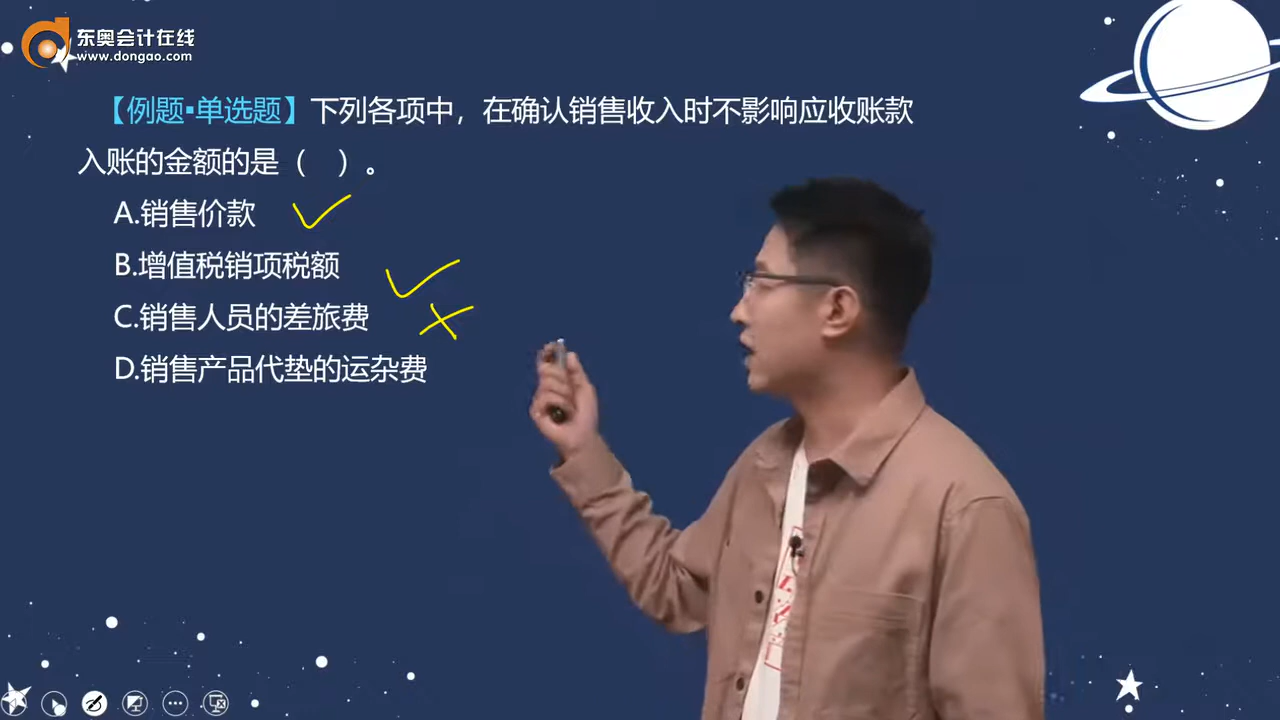 东奥会计在线
www.dongao.com
【例题▪单选题】下列各项中，在确认销售收入时不影响应收账款
入账的金额的是（ ）。
A.销售价款
B.增值税销项税额
C.销售人员的差旅费
D.销售产品代垫的运杂费